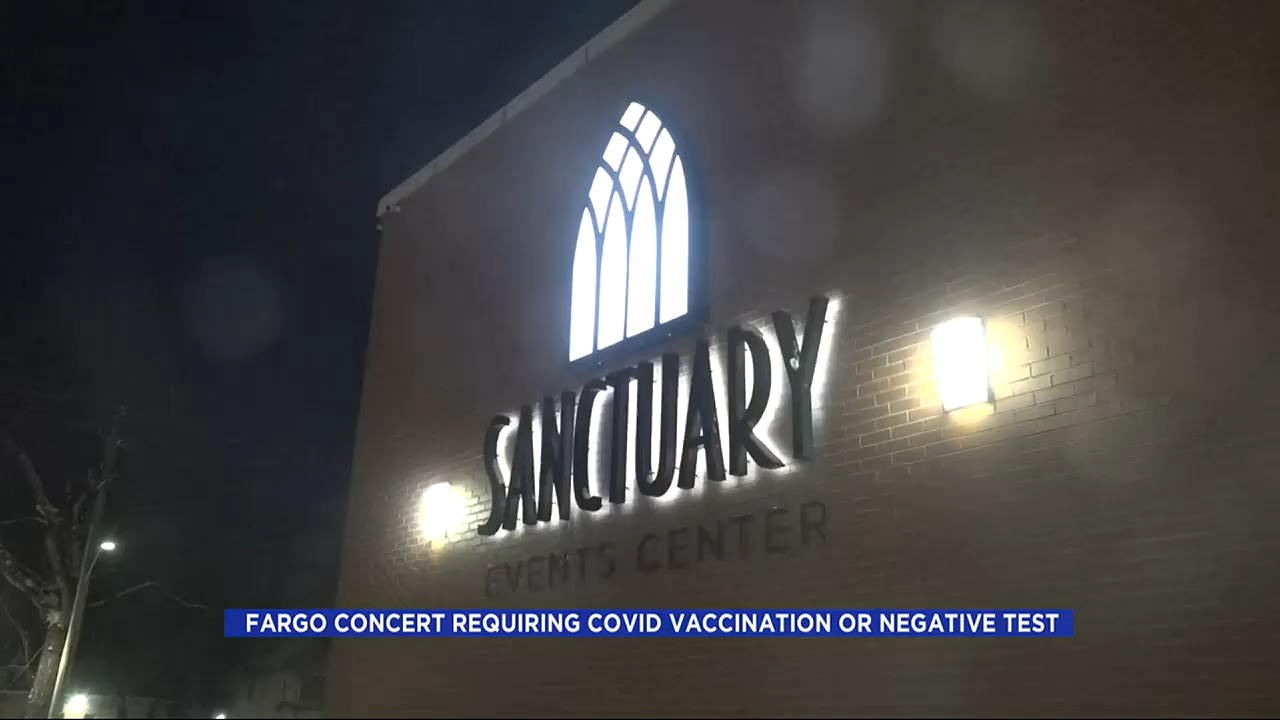 SANCTUARY
EVENTS CENTER
FARGO CONCERT REQUIRING COVID VACCINATION OR NEGATIVE TEST